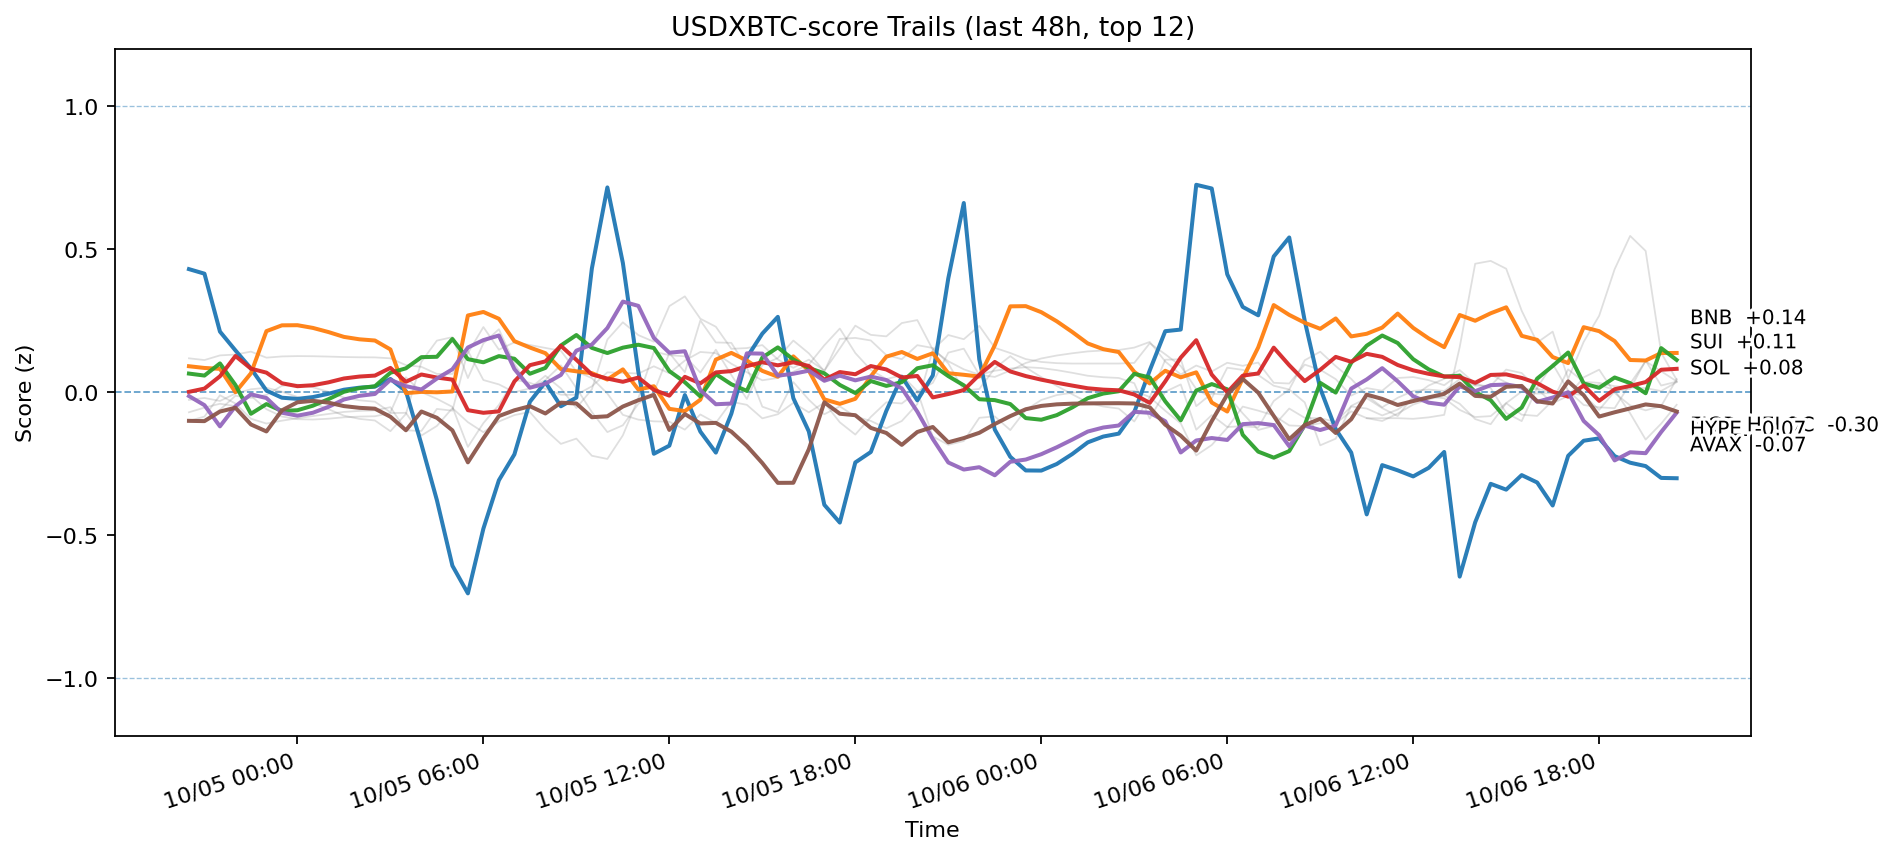 USDXBTC-score Trails (last 48h, top 12)
Score (z)
1.0
0.5
0.0
−0.5
−1.0
BNB +0.14
SUI +0.11
SOL +0.08
-0.30
HYPE -0.07
AVAX -0.07
10/05 00:00
10/05 06:00
10/05 12:00
10/05 18:00
10/06 00:00
10/06 06:00
10/06 12:00
10/06 18:00
Time